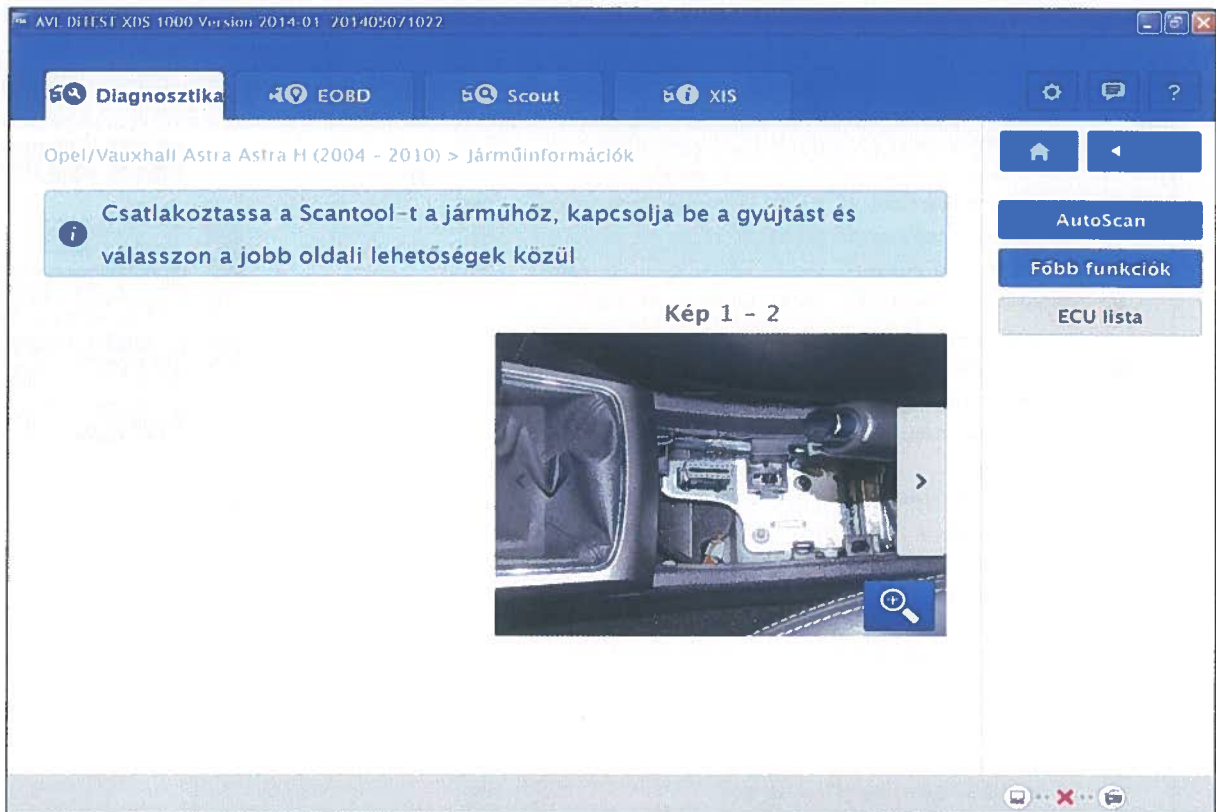 AVL DiTEST XDS 1000 Version 2014-01 201405071022
Diagnosztika
EOBD
Scout
XIS
?
Opel/Vauxhall Astra Astra H (2004 - 2010) > Járműinformációk
Csatlakoztassa a Scantool-t a járműhöz, kapcsolja be a gyújtást és
válasszon a jobb oldali lehetőségek közül
AutoScan
Főbb funkciók
ECU lista
Kép 1 - 2